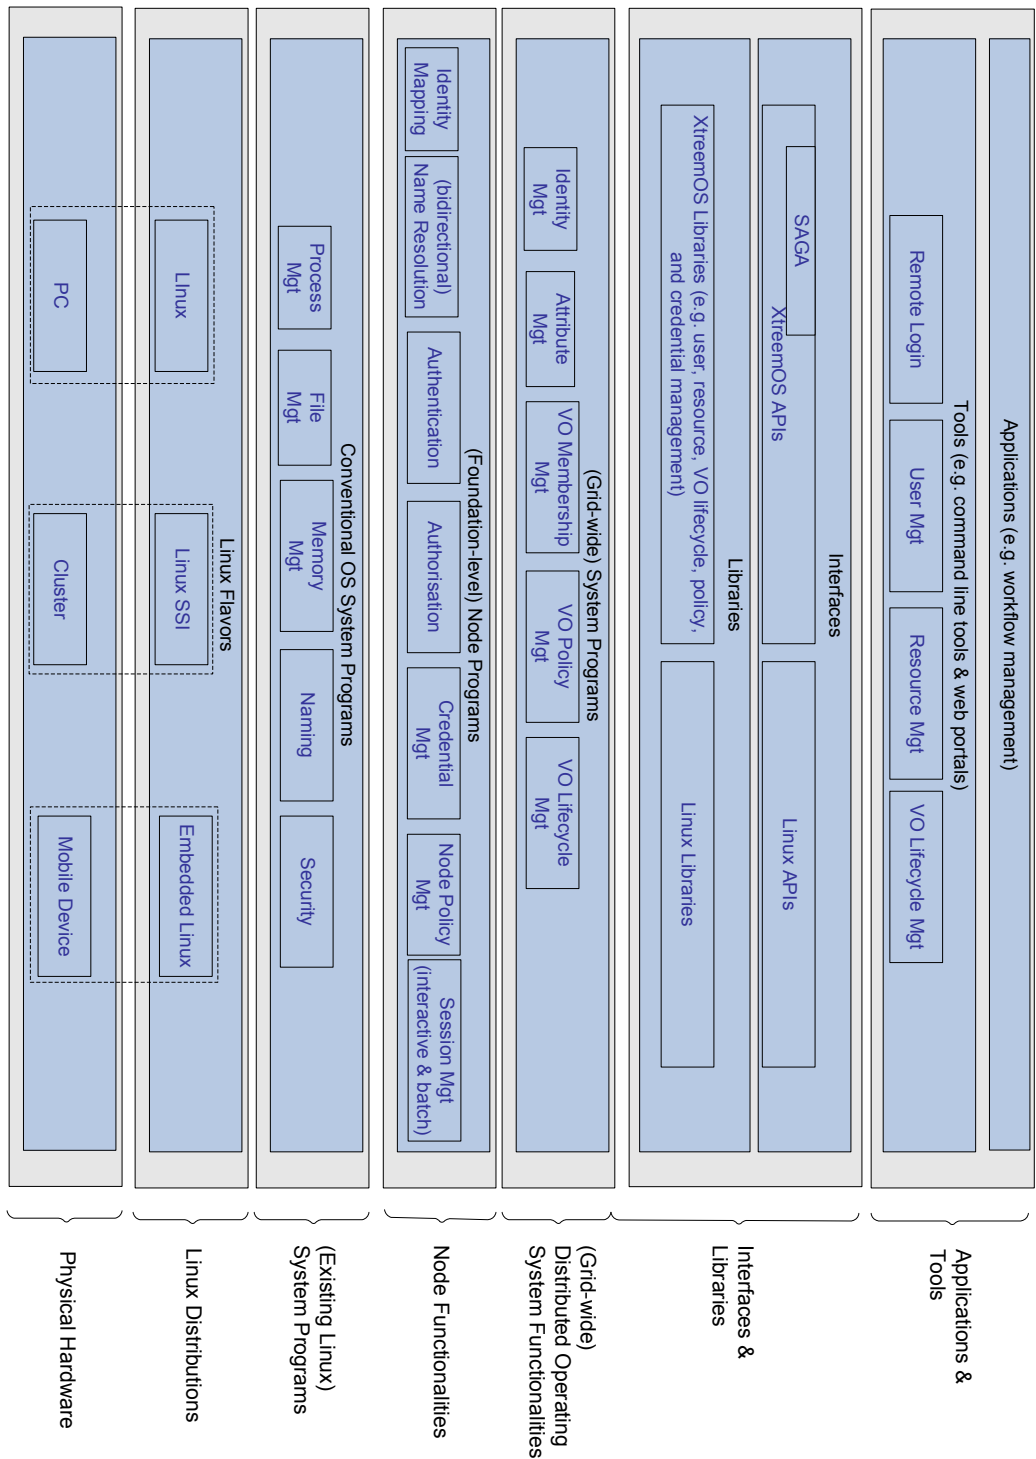 Applications (e.g. workflow management)
Tools (e.g. command line tools & web portals)
Remote Login
User Mgt
Resource Mgt
VO Lifecycle Mgt
Applications &
Tools
Interfaces
SAGA
XtreemOS APIs
Linux APIs
Libraries
XtreemOS Libraries (e.g. user, resource, VO lifecycle, policy,
and credential management)
Linux Libraries
Interfaces &
Libraries
(Grid-wide) System Programs
Identity
Mgt
Attribute
Mgt
VO Membership
Mgt
VO Policy
Mgt
VO Lifecycle
Mgt
(Grid-wide)
Distributed Operating
System Functionalities
(Foundation-level) Node Programs
Identity
Mapping
(bidirectional)
Name Resolution
Authentication
Authorisation
Credential
Mgt
Node Policy
Mgt
Session Mgt
(interactive & batch)
Node Functionalities
Conventional OS System Programs
Process
Mgt
File
Mgt
Memory
Mgt
Naming
Security
(Existing Linux)
System Programs
Linux Flavors
LInux
Linux SSI
Embedded Linux
Linux Distributions
PC
Cluster
Mobile Device
Physical Hardware